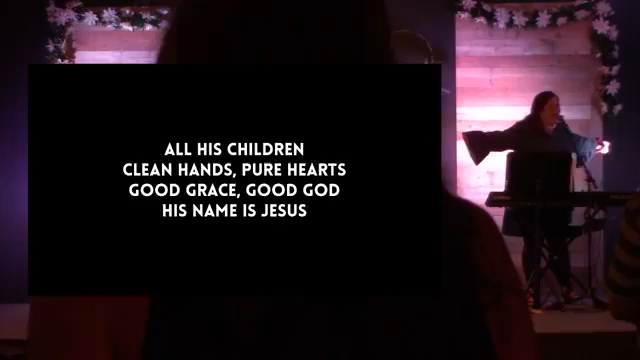 ALL HIS CHILDREN
CLEAN HANDS, PURE HEARTS
GOOD GRACE, GOOD GOD
HIS NAME IS JESUS